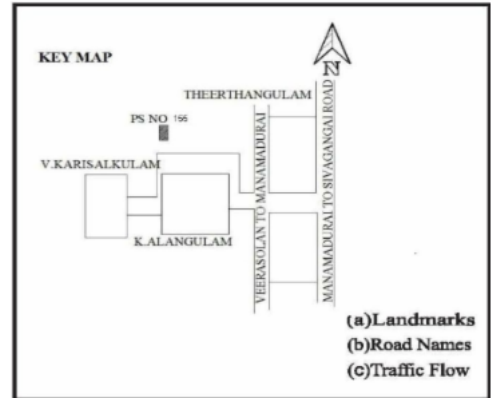 N
KEY MAP
THEERTHANGULAM
PS NO 155
V.KARISALKULAM
K.ALANGULAM
VEERASOLAN TO MANAMADURAI
MANAMADURAI TO SIVAGANGAI ROAD
(a)Landmarks
(b)Road Names
(c)Traffic Flow